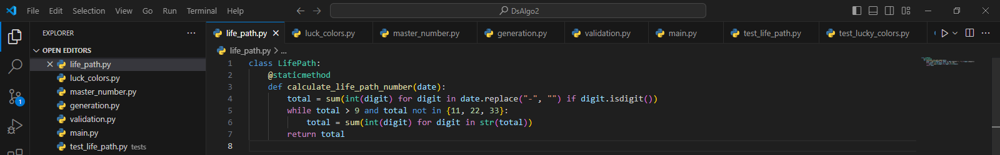 File Edit Selection View Go Run Terminal Help DsAlgo2
EXPLORER
OPEN EDITORS
life_path.py
luck_colors.py
master_number.py
generation.py
validation.py
main.py
test_life_path.py tests
life_path.py luck_colors.py master_number.py generation.py validation.py main.py test_life_path.py test_lucky_colors.py
life_path.py > ...
1 class LifePath:
2 @staticmethod
3 def calculate_life_path_number(date):
4 total = sum(int(digit) for digit in date.replace("-", "") if digit.isdigit())
5 while total > 9 and total not in {11, 22, 33}:
6 total = sum(int(digit) for digit in str(total))
7 return total
8
1